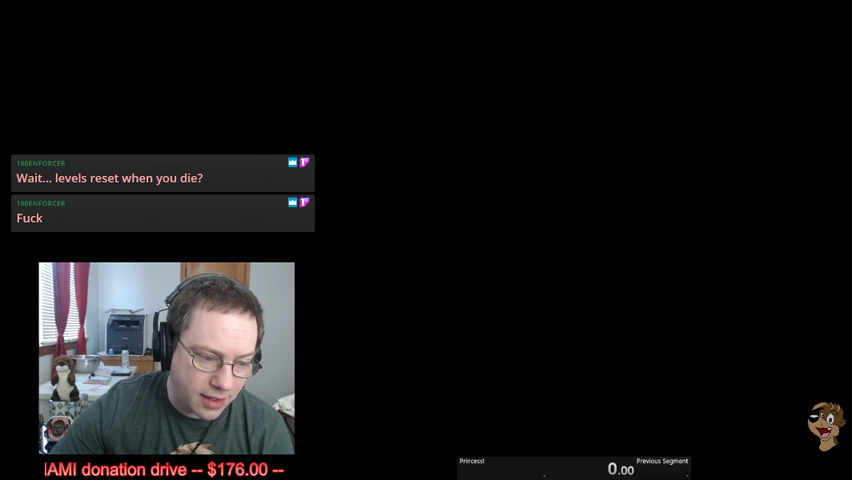 180ENFORCER
Wait... levels reset when you die?
180ENFORCER
Fuck
AMI donation drive -- $176.00 --
Princess!
0.00
Previous Segment
-
-